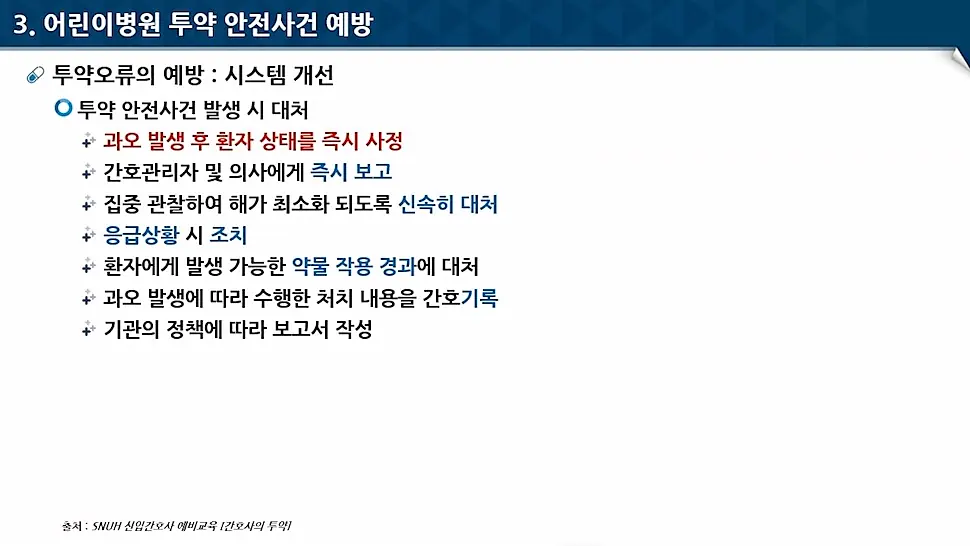 3. 어린이병원 투약 안전사건 예방
투약오류의 예방 : 시스템 개선
투약 안전사건 발생 시 대처
과오 발생 후 환자 상태를 즉시 사정
간호관리자 및 의사에게 즉시 보고
집중 관찰하여 해가 최소화 되도록 신속히 대처
응급상황 시 조치
환자에게 발생 가능한 약물 작용 경과에 대처
과오 발생에 따라 수행한 처치 내용을 간호기록
기관의 정책에 따라 보고서 작성
출처 : SNUH 신입간호사 예비교육 [간호사의 투약]